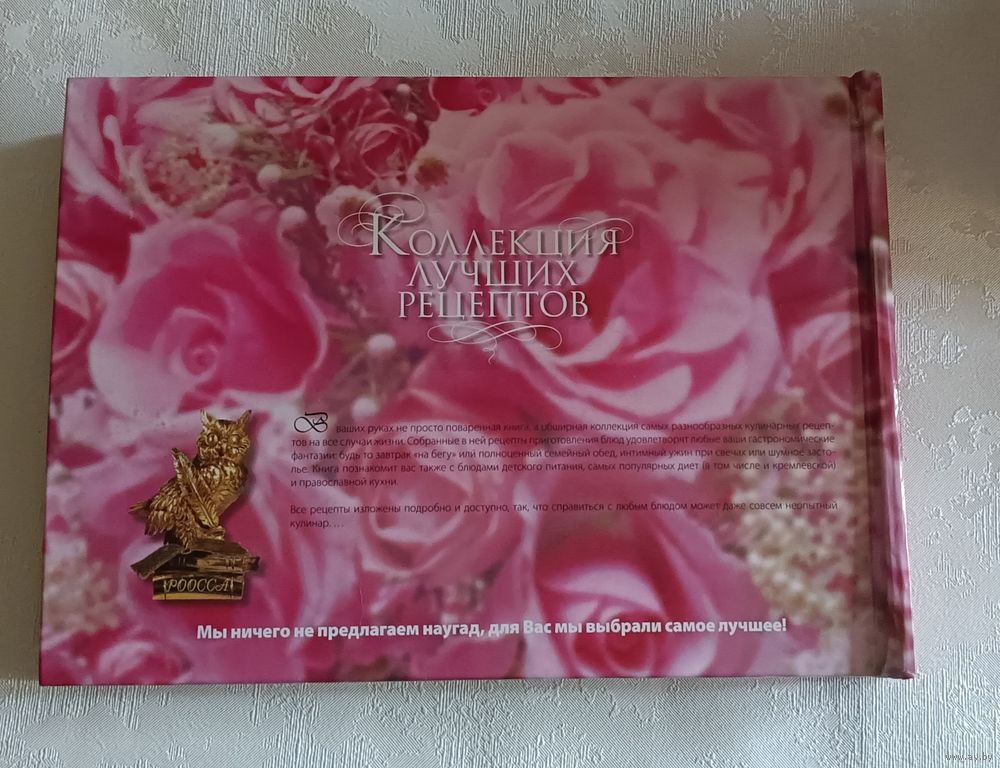 Коллекция
лучших
рецептов
В ваших руках не просто поваренная книга, а обширная коллекция самых разнообразных кулинарных рецеп-
тов на все случаи жизни. Собранные в ней рецепты приготовления блюд удовлетворят любые ваши гастрономические
фантазии: будь то завтрак «на бегу» или полноценный семейный обед, интимный ужин при свечах или шумное засто-
лье. Книга познакомит вас также с блюдами детского питания, самых популярных диет (в том числе и кремлевской)
и православной кухни.
Все рецепты изложены подробно и доступно, так, что справиться с любым блюдом может даже совсем неопытный
кулинар. . . .
РООССА
Мы ничего не предлагаем наугад, для Вас мы выбрали самое лучшее!
www.ay.by